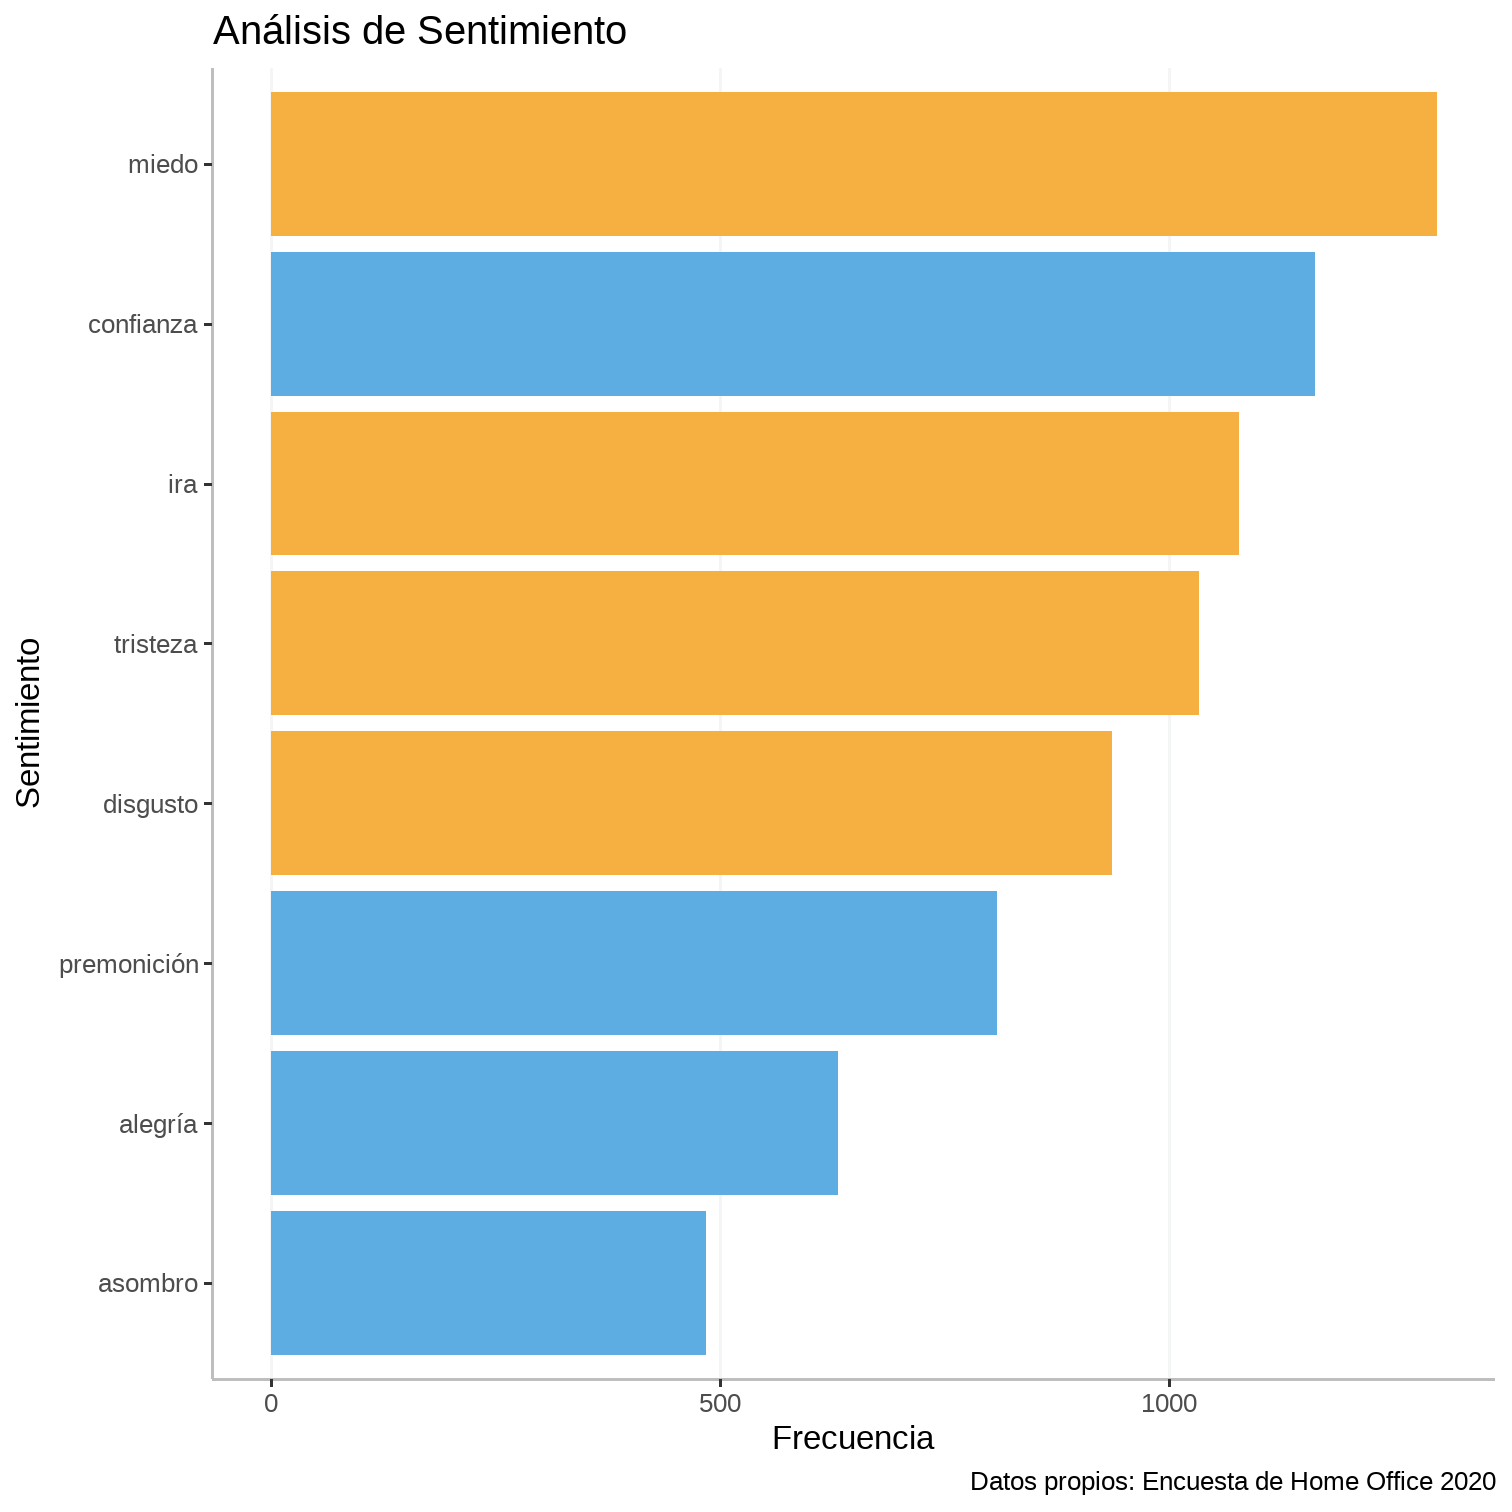 Análisis de Sentimiento
miedo
confianza
ira
tristeza
disgusto
premonición
alegría
asombro
Sentimiento
0 500 1000
Frecuencia
Datos propios: Encuesta de Home Office 2020